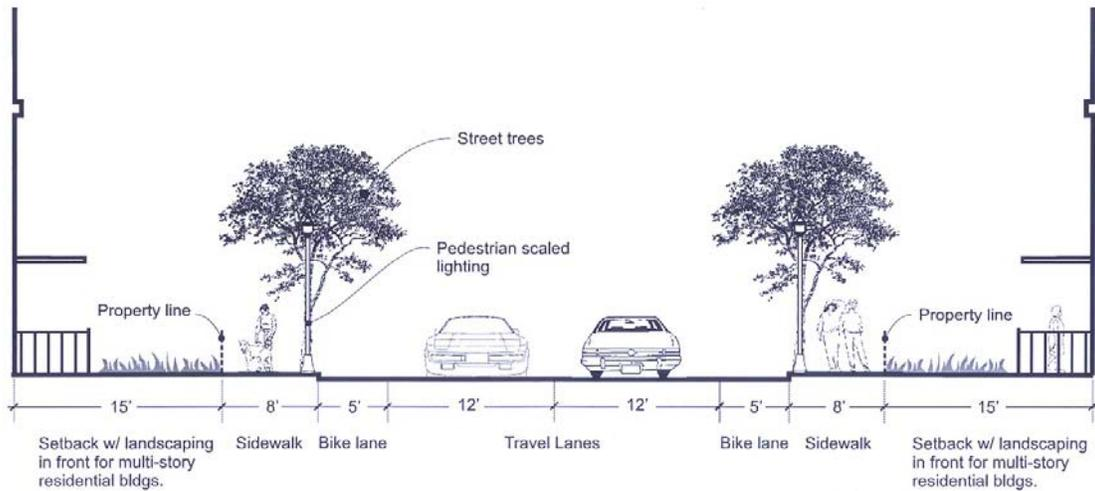 Street trees
Pedestrian scaled
lighting
Property line
Property line
15'
8'
5'
12'
12'
5'
8'
15'
Setback w/ landscaping
in front for multi-story
residential bldgs.
Sidewalk
Bike lane
Travel Lanes
Bike lane
Sidewalk
Setback w/ landscaping
in front for multi-story
residential bldgs.